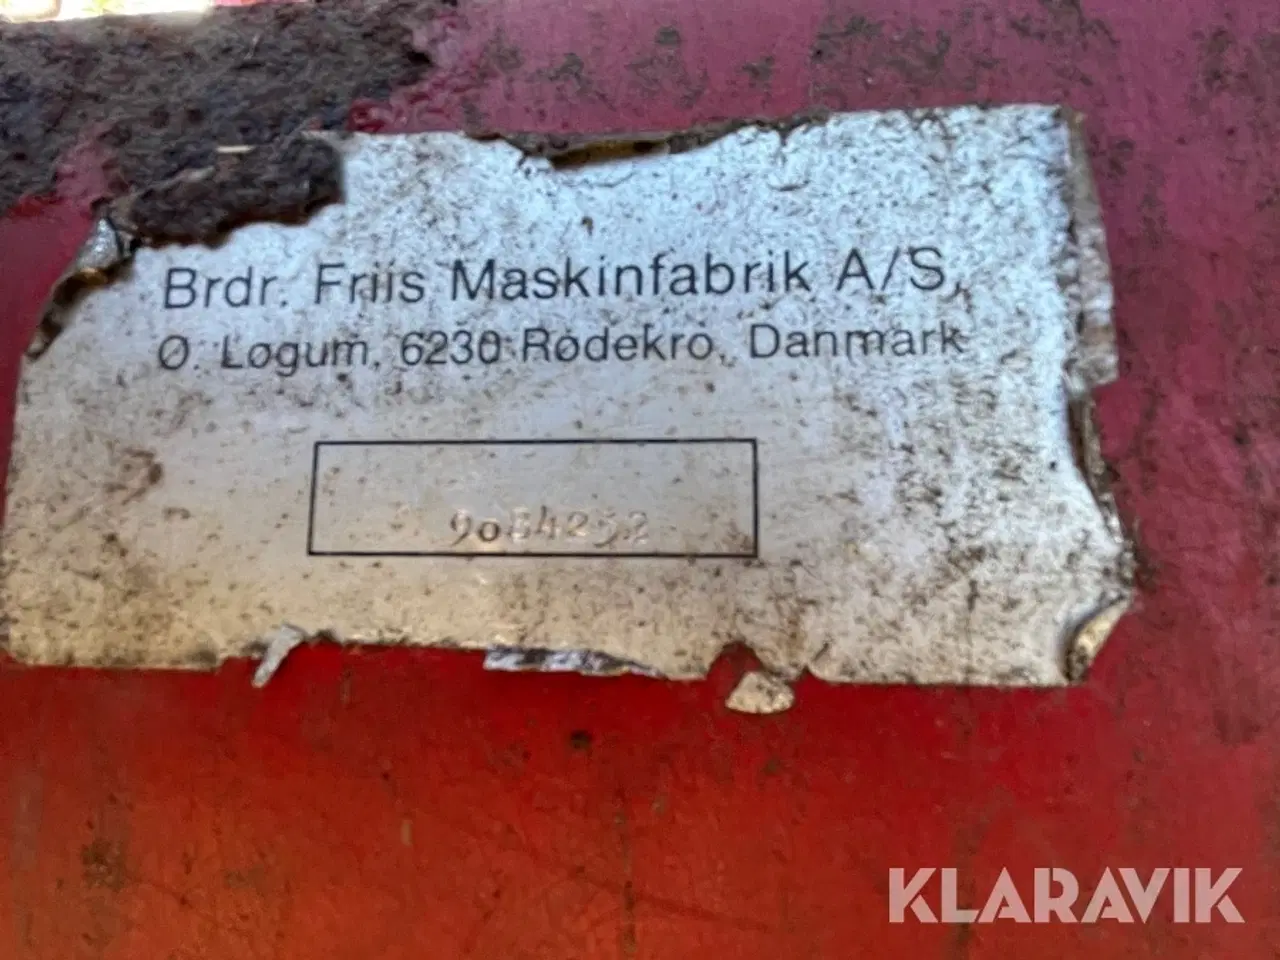 Brdr. Friis Maskinfabrik A/S,
Ø. Løgum, 6230 Rødekro, Danmark
KLARAVIK